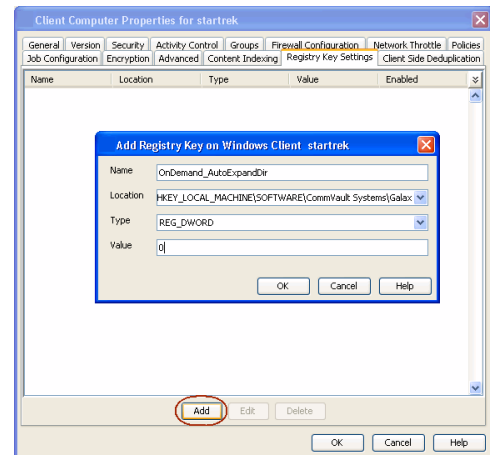 Client Computer Properties for startrek
General Version Security Activity Control Groups Firewall Configuration Network Throttle Policies
Job Configuration Encryption Advanced Content Indexing Registry Key Settings Client Side Deduplication
Name Location Type Value Enabled
Add Registry Key on Windows Client startrek
Name OnDemand_AutoExpandDir
Location HKEY_LOCAL_MACHINE\SOFTWARE\CommVault Systems\Galax
Type REG_DWORD
Value 0
OK Cancel Help
Add Edit Delete
OK Cancel Help